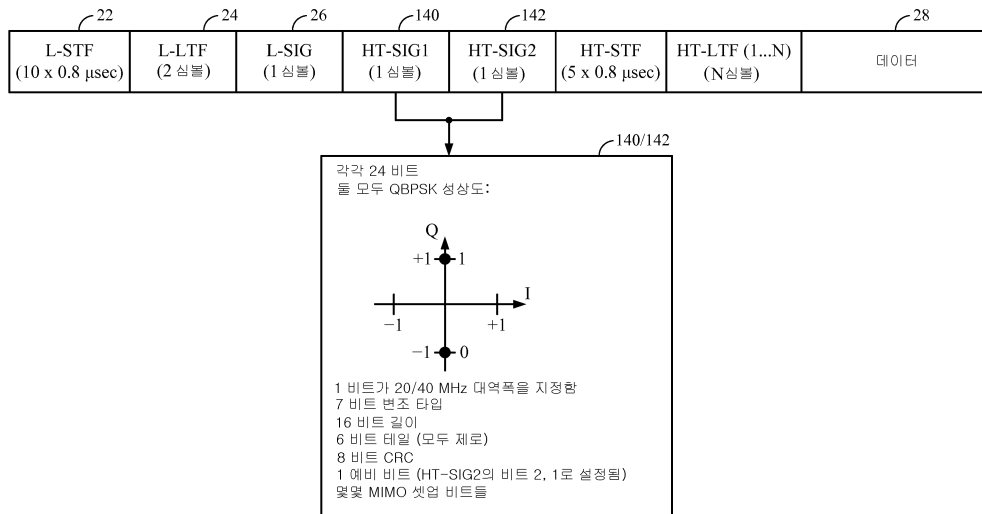 22
24
26
140
142
28
L-STF
(10 x 0.8 μsec)
L-LTF
(2 심볼)
L-SIG
(1 심볼)
HT-SIG1
(1 심볼)
HT-SIG2
(1 심볼)
HT-STF
(5 x 0.8 μsec)
HT-LTF (1...N)
(N심볼)
데이터
140/142
각각 24 비트
둘 모두 QBPSK 성상도:
Q
+1
1
I
−1
+1
−1
0
1 비트가 20/40 MHz 대역폭을 지정함
7 비트 변조 타입
16 비트 길이
6 비트 테일 (모두 제로)
8 비트 CRC
1 예비 비트 (HT-SIG2의 비트 2, 1로 설정됨)
몇몇 MIMO 셋업 비트들